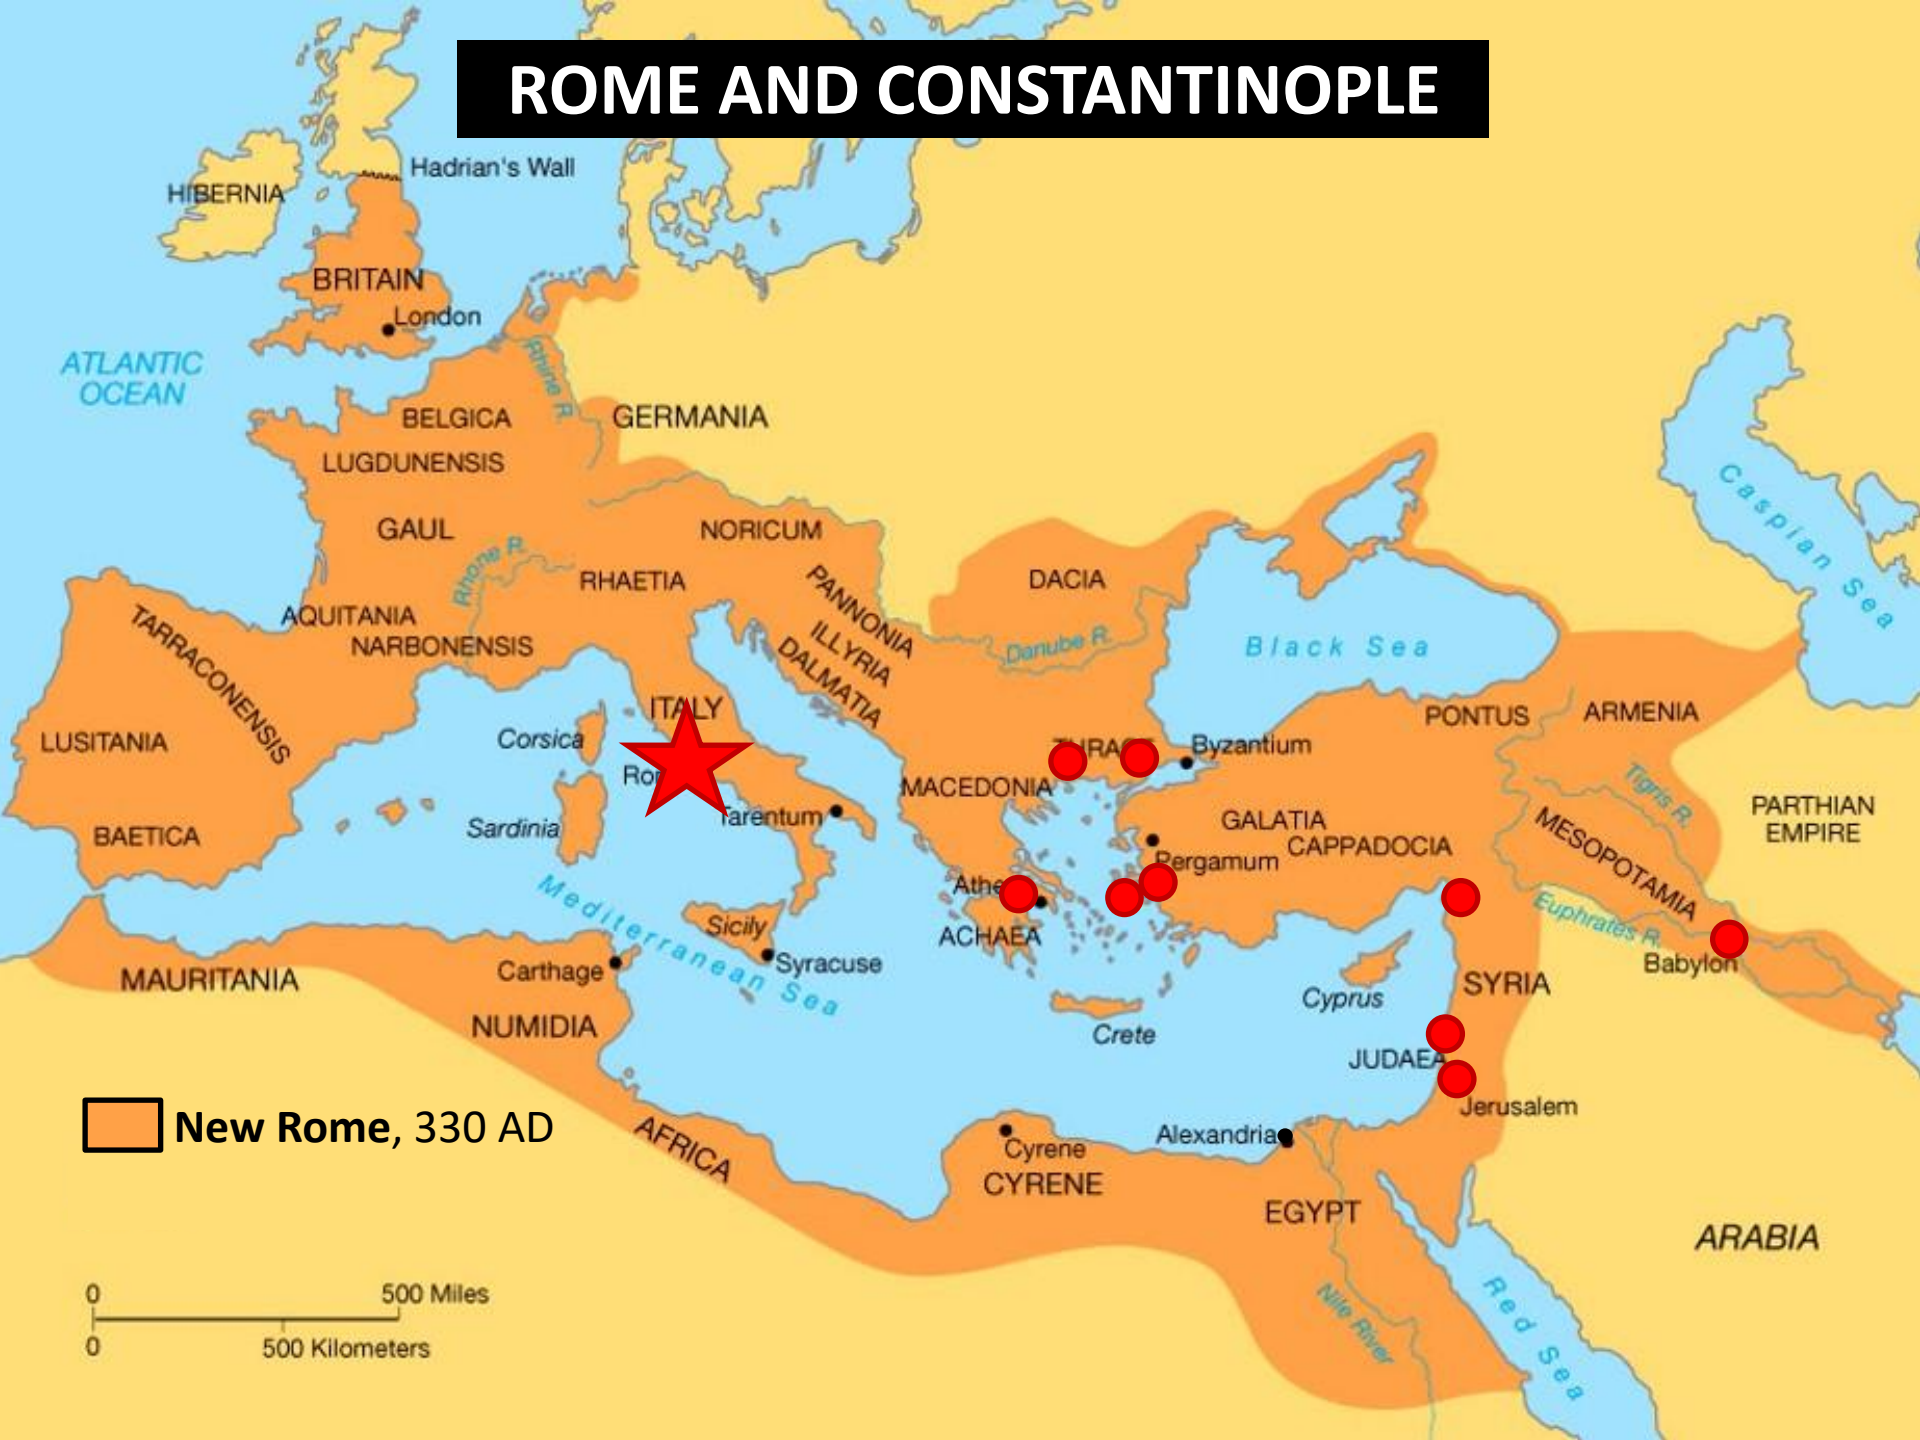 ROME AND CONSTANTINOPLE
Hadrian's Wall
HIBERNIA
BRITAIN
London
ATLANTIC
OCEAN
Rhine R.
BELGICA
GERMANIA
LUGDUNENSIS
Caspian Sea
GAUL
NORICUM
Rhone R.
RHAETIA
PANNONIA
DACIA
AQUITANIA
TARRACONENSIS
NARBONENSIS
ILLYRIA
DALMATIA
Danube R.
Black Sea
ITALY
PONTUS
ARMENIA
LUSITANIA
Corsica
Byzantium
MACEDONIA
Tigris R.
PARTHIAN
EMPIRE
Tarentum
BAETICA
Sardinia
GALATIA
CAPPADOCIA
MESOPOTAMIA
Pergamum
Mediterranean Sea
Sicily
ACHAEA
Euphrates R.
Babylon
MAURITANIA
Carthage
Syracuse
SYRIA
Cyprus
NUMIDIA
Crete
JUDAEA
Jerusalem
New Rome, 330 AD
AFRICA
Cyrene
CYRENE
Alexandria
EGYPT
ARABIA
Nile River
Red Sea
0 500 Miles
0 500 Kilometers